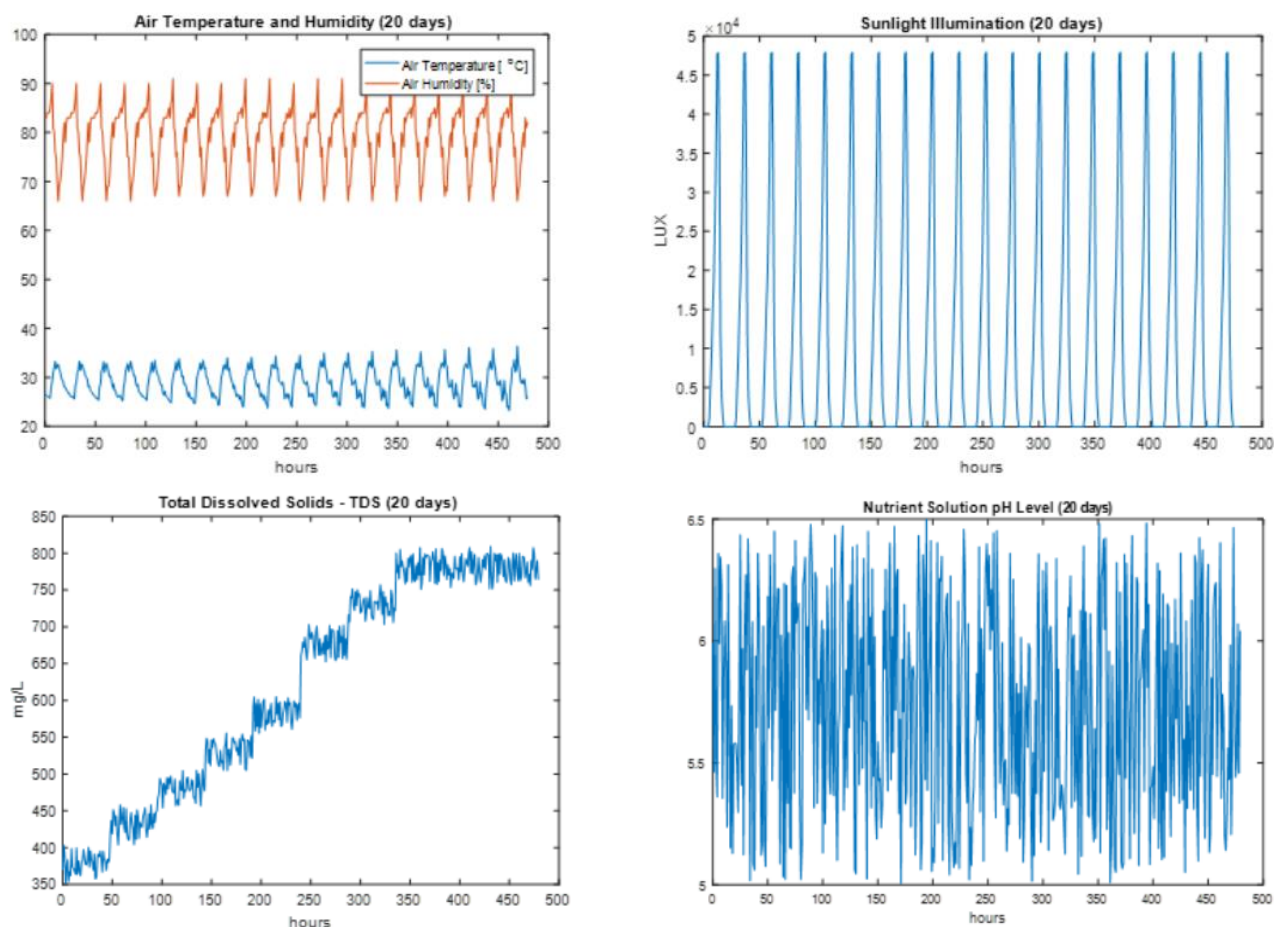 Air Temperature and Humidity (20 days)
100
90
80
70
60
50
40
30
20
Air Temperature [ °C]
Air Humidity [%]
0 50 100 150 200 250 300 350 400 450 500
hours
Sunlight Illumination (20 days)
×10⁴
5
4.5
4
3.5
3
2.5
2
1.5
1
0.5
0
LUX
0 50 100 150 200 250 300 350 400 450 500
hours
Total Dissolved Solids - TDS (20 days)
850
800
750
700
650
600
550
500
450
400
350
mg/L
0 50 100 150 200 250 300 350 400 450 500
hours
Nutrient Solution pH Level (20 days)
6.5
6
5.5
5
0 50 100 150 200 250 300 350 400 450 500
hours